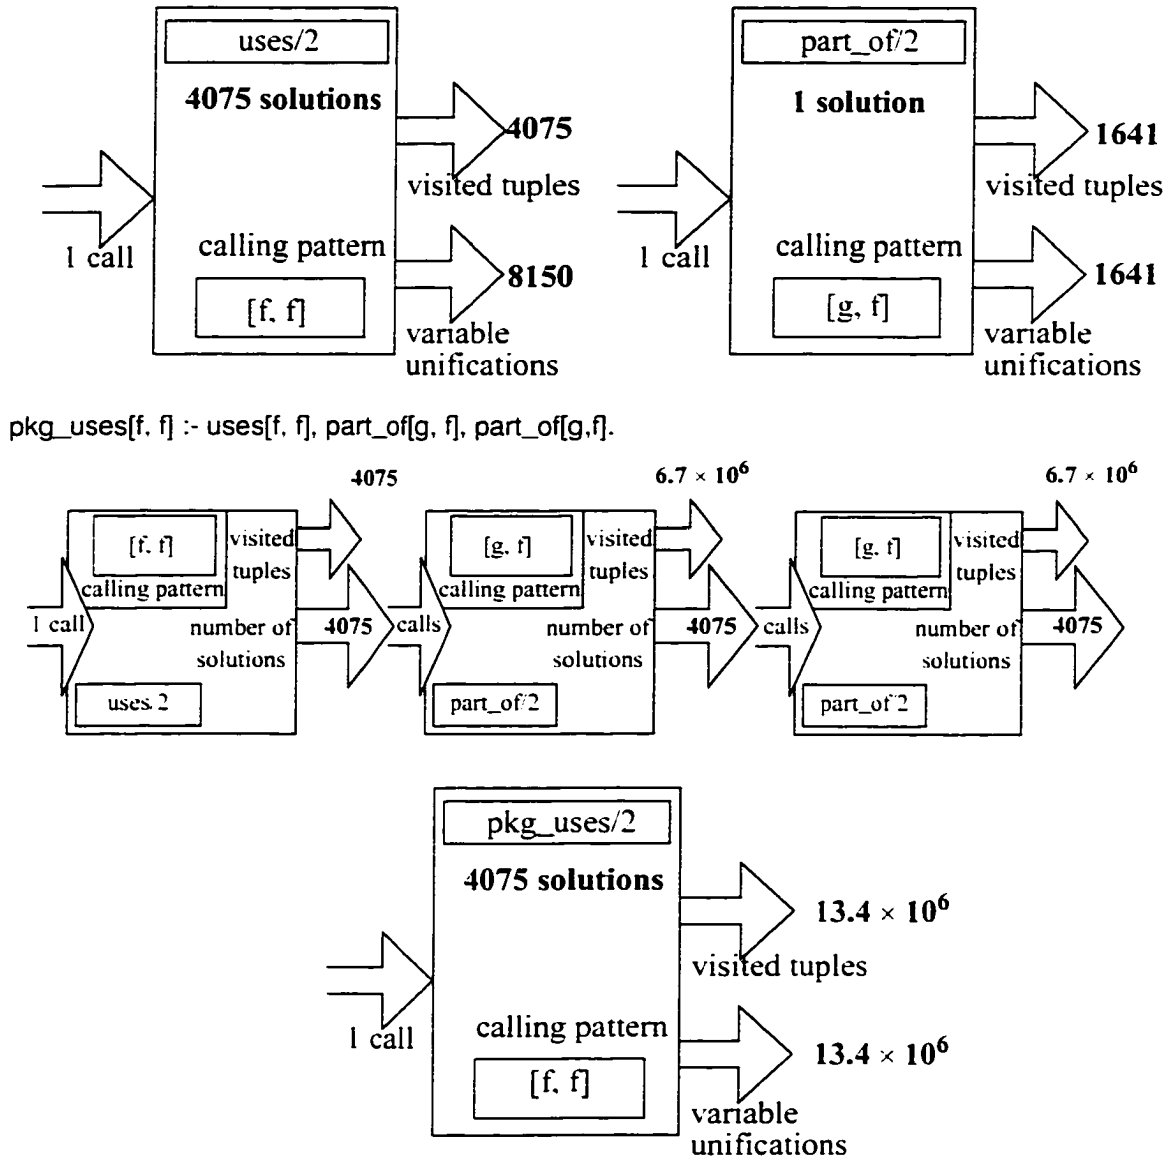 uses/2
4075 solutions
4075
visited tuples
1 call
calling pattern
[f, f]
8150
variable
unifications
part_of/2
1 solution
1641
visited tuples
1 call
calling pattern
[g, f]
1641
variable
unifications
pkg_uses[f, f] :- uses[f, f], part_of[g, f], part_of[g,f].
4075
[f, f]
visited
tuples
calling pattern
1 call
number of
solutions
4075
uses/2
6.7 × 10⁶
[g, f]
visited
tuples
calling pattern
calls
number of
solutions
4075
part_of/2
6.7 × 10⁶
[g, f]
visited
tuples
calling pattern
calls
number of
solutions
4075
part_of/2
pkg_uses/2
4075 solutions
13.4 × 10⁶
visited tuples
1 call
calling pattern
[f, f]
13.4 × 10⁶
variable
unifications